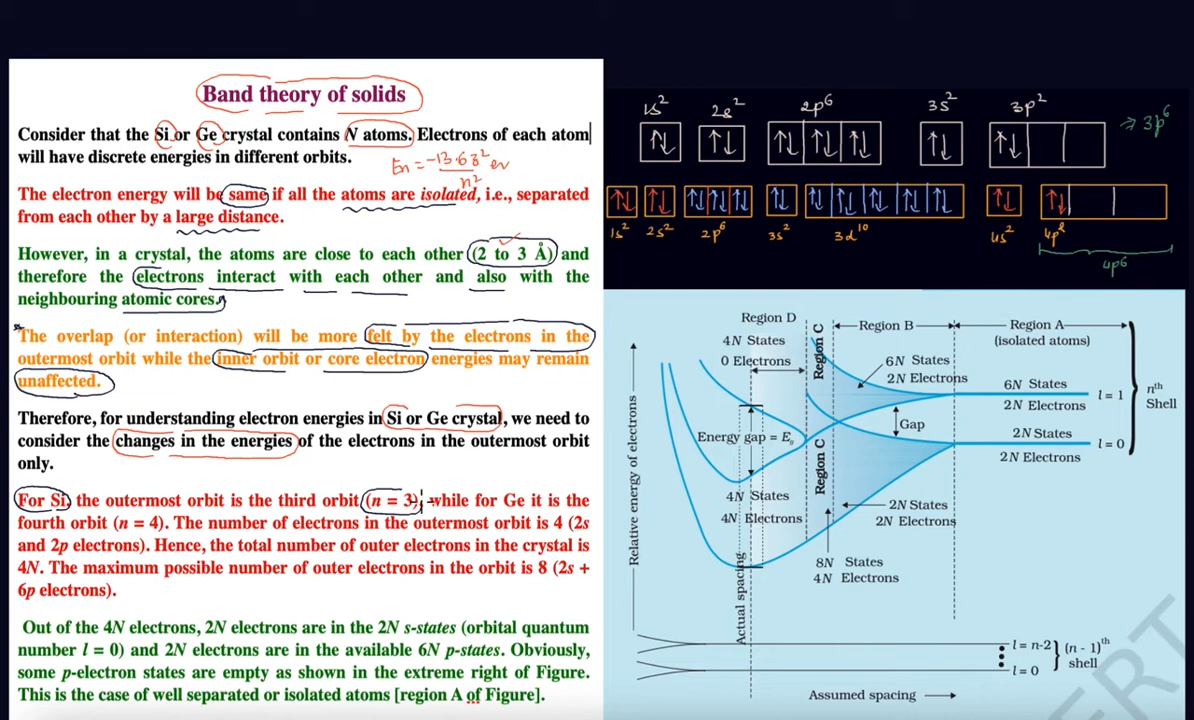 Band theory of solids
Consider that the Si or Ge crystal contains N atoms. Electrons of each atom
will have discrete energies in different orbits.
En = -13.6z² ev
n²
The electron energy will be same if all the atoms are isolated, i.e., separated
from each other by a large distance.
However, in a crystal, the atoms are close to each other (2 to 3 Å) and
therefore the electrons interact with each other and also with the
neighbouring atomic cores.
The overlap (or interaction) will be more felt by the electrons in the
outermost orbit while the inner orbit or core electron energies may remain
unaffected.
Therefore, for understanding electron energies in Si or Ge crystal, we need to
consider the changes in the energies of the electrons in the outermost orbit
only.
For Si, the outermost orbit is the third orbit (n = 3), while for Ge it is the
fourth orbit (n = 4). The number of electrons in the outermost orbit is 4 (2s
and 2p electrons). Hence, the total number of outer electrons in the crystal is
4N. The maximum possible number of outer electrons in the orbit is 8 (2s +
6p electrons).
Out of the 4N electrons, 2N electrons are in the 2N s-states (orbital quantum
number l = 0) and 2N electrons are in the available 6N p-states. Obviously,
some p-electron states are empty as shown in the extreme right of Figure.
This is the case of well separated or isolated atoms [region A of Figure].
1s² 2s² 2p⁶ 3s² 3p² ⇒ 3p⁶
1s² 2s² 2p⁶ 3s² 3d¹⁰ 4s² 4p²
4p⁶
Region D
Region C
Region B
Region A
(isolated atoms)
4N States
0 Electrons
6N States
2N Electrons
6N States
2N Electrons
l = 1
nth
Shell
Gap
Energy gap = Eg
Region C
2N States
2N Electrons
l = 0
4N States
4N Electrons
2N States
2N Electrons
8N States
4N Electrons
Relative energy of electrons
Actual spacing
l = n-2
(n - 1)th
shell
l = 0
Assumed spacing